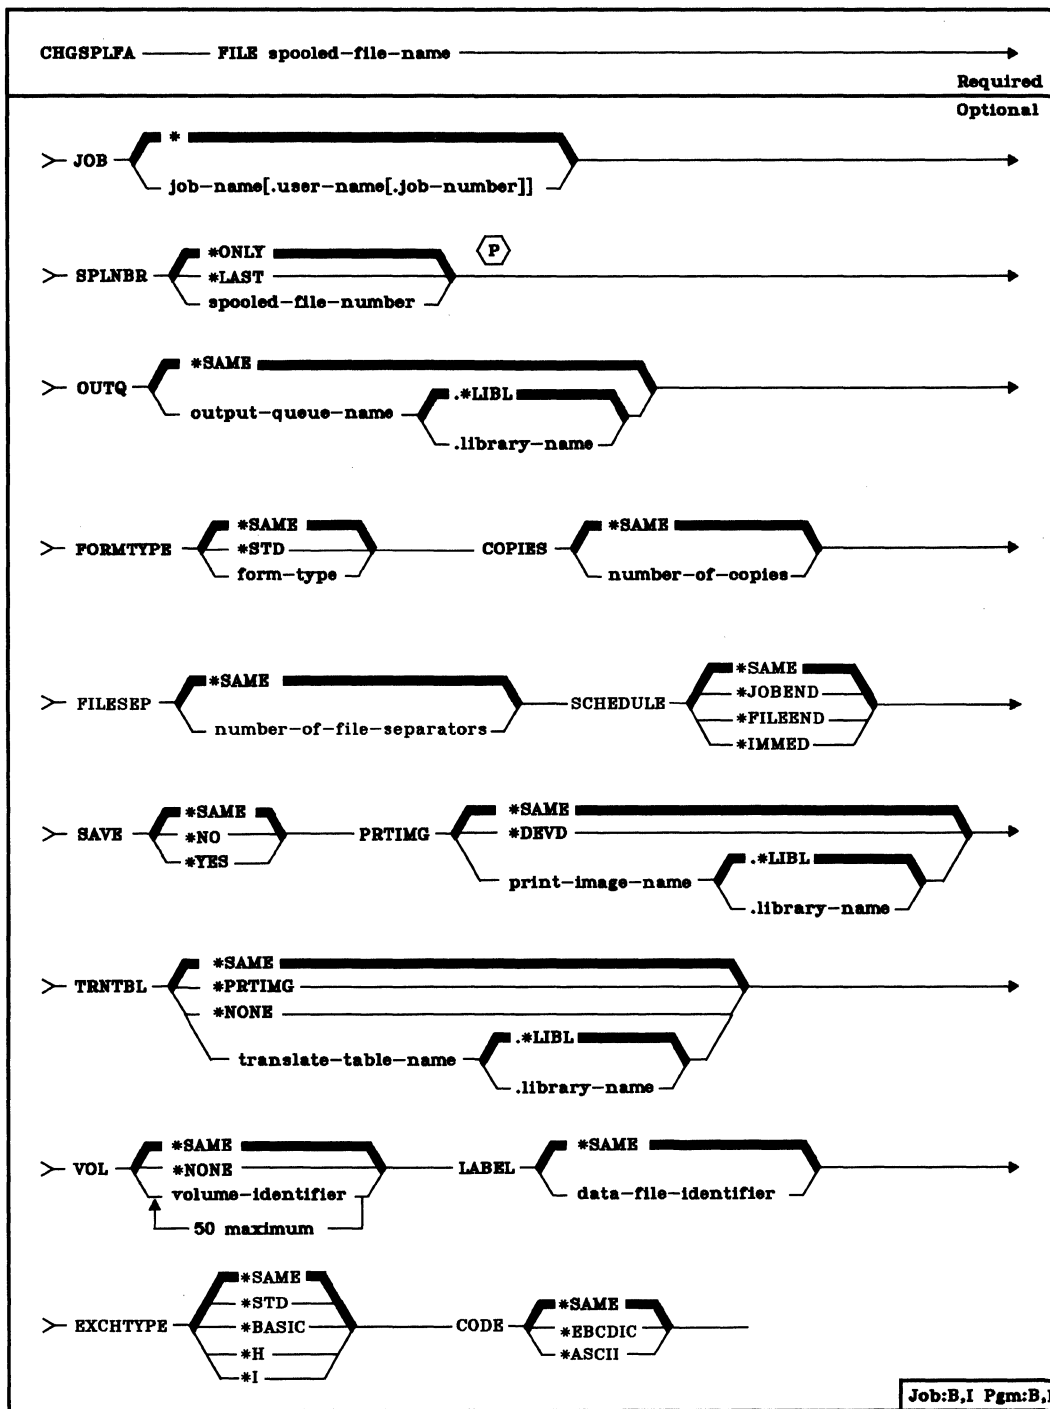 CHGSPLFA FILE spooled-file-name
Required
Optional
>- JOB *
job-name[.user-name[.job-number]]
P
>- SPLNBR *ONLY
*LAST
spooled-file-number
>- OUTQ *SAME
output-queue-name .*LIBL
.library-name
>- FORMTYPE *SAME
*STD
form-type
COPIES *SAME
number-of-copies
>- FILESEP *SAME
number-of-file-separators
SCHEDULE *SAME
*JOBEND
*FILEEND
*IMMED
>- SAVE *SAME
*NO
*YES
PRTIMG *SAME
*DEVD
print-image-name .*LIBL
.library-name
>- TRNTBL *SAME
*PRTIMG
*NONE
translate-table-name .*LIBL
.library-name
>- VOL *SAME
*NONE
volume-identifier
50 maximum
LABEL *SAME
data-file-identifier
>- EXCHTYPE *SAME
*STD
*BASIC
*H
*I
CODE *SAME
*EBCDIC
*ASCII
Job:B,I Pgm:B,I